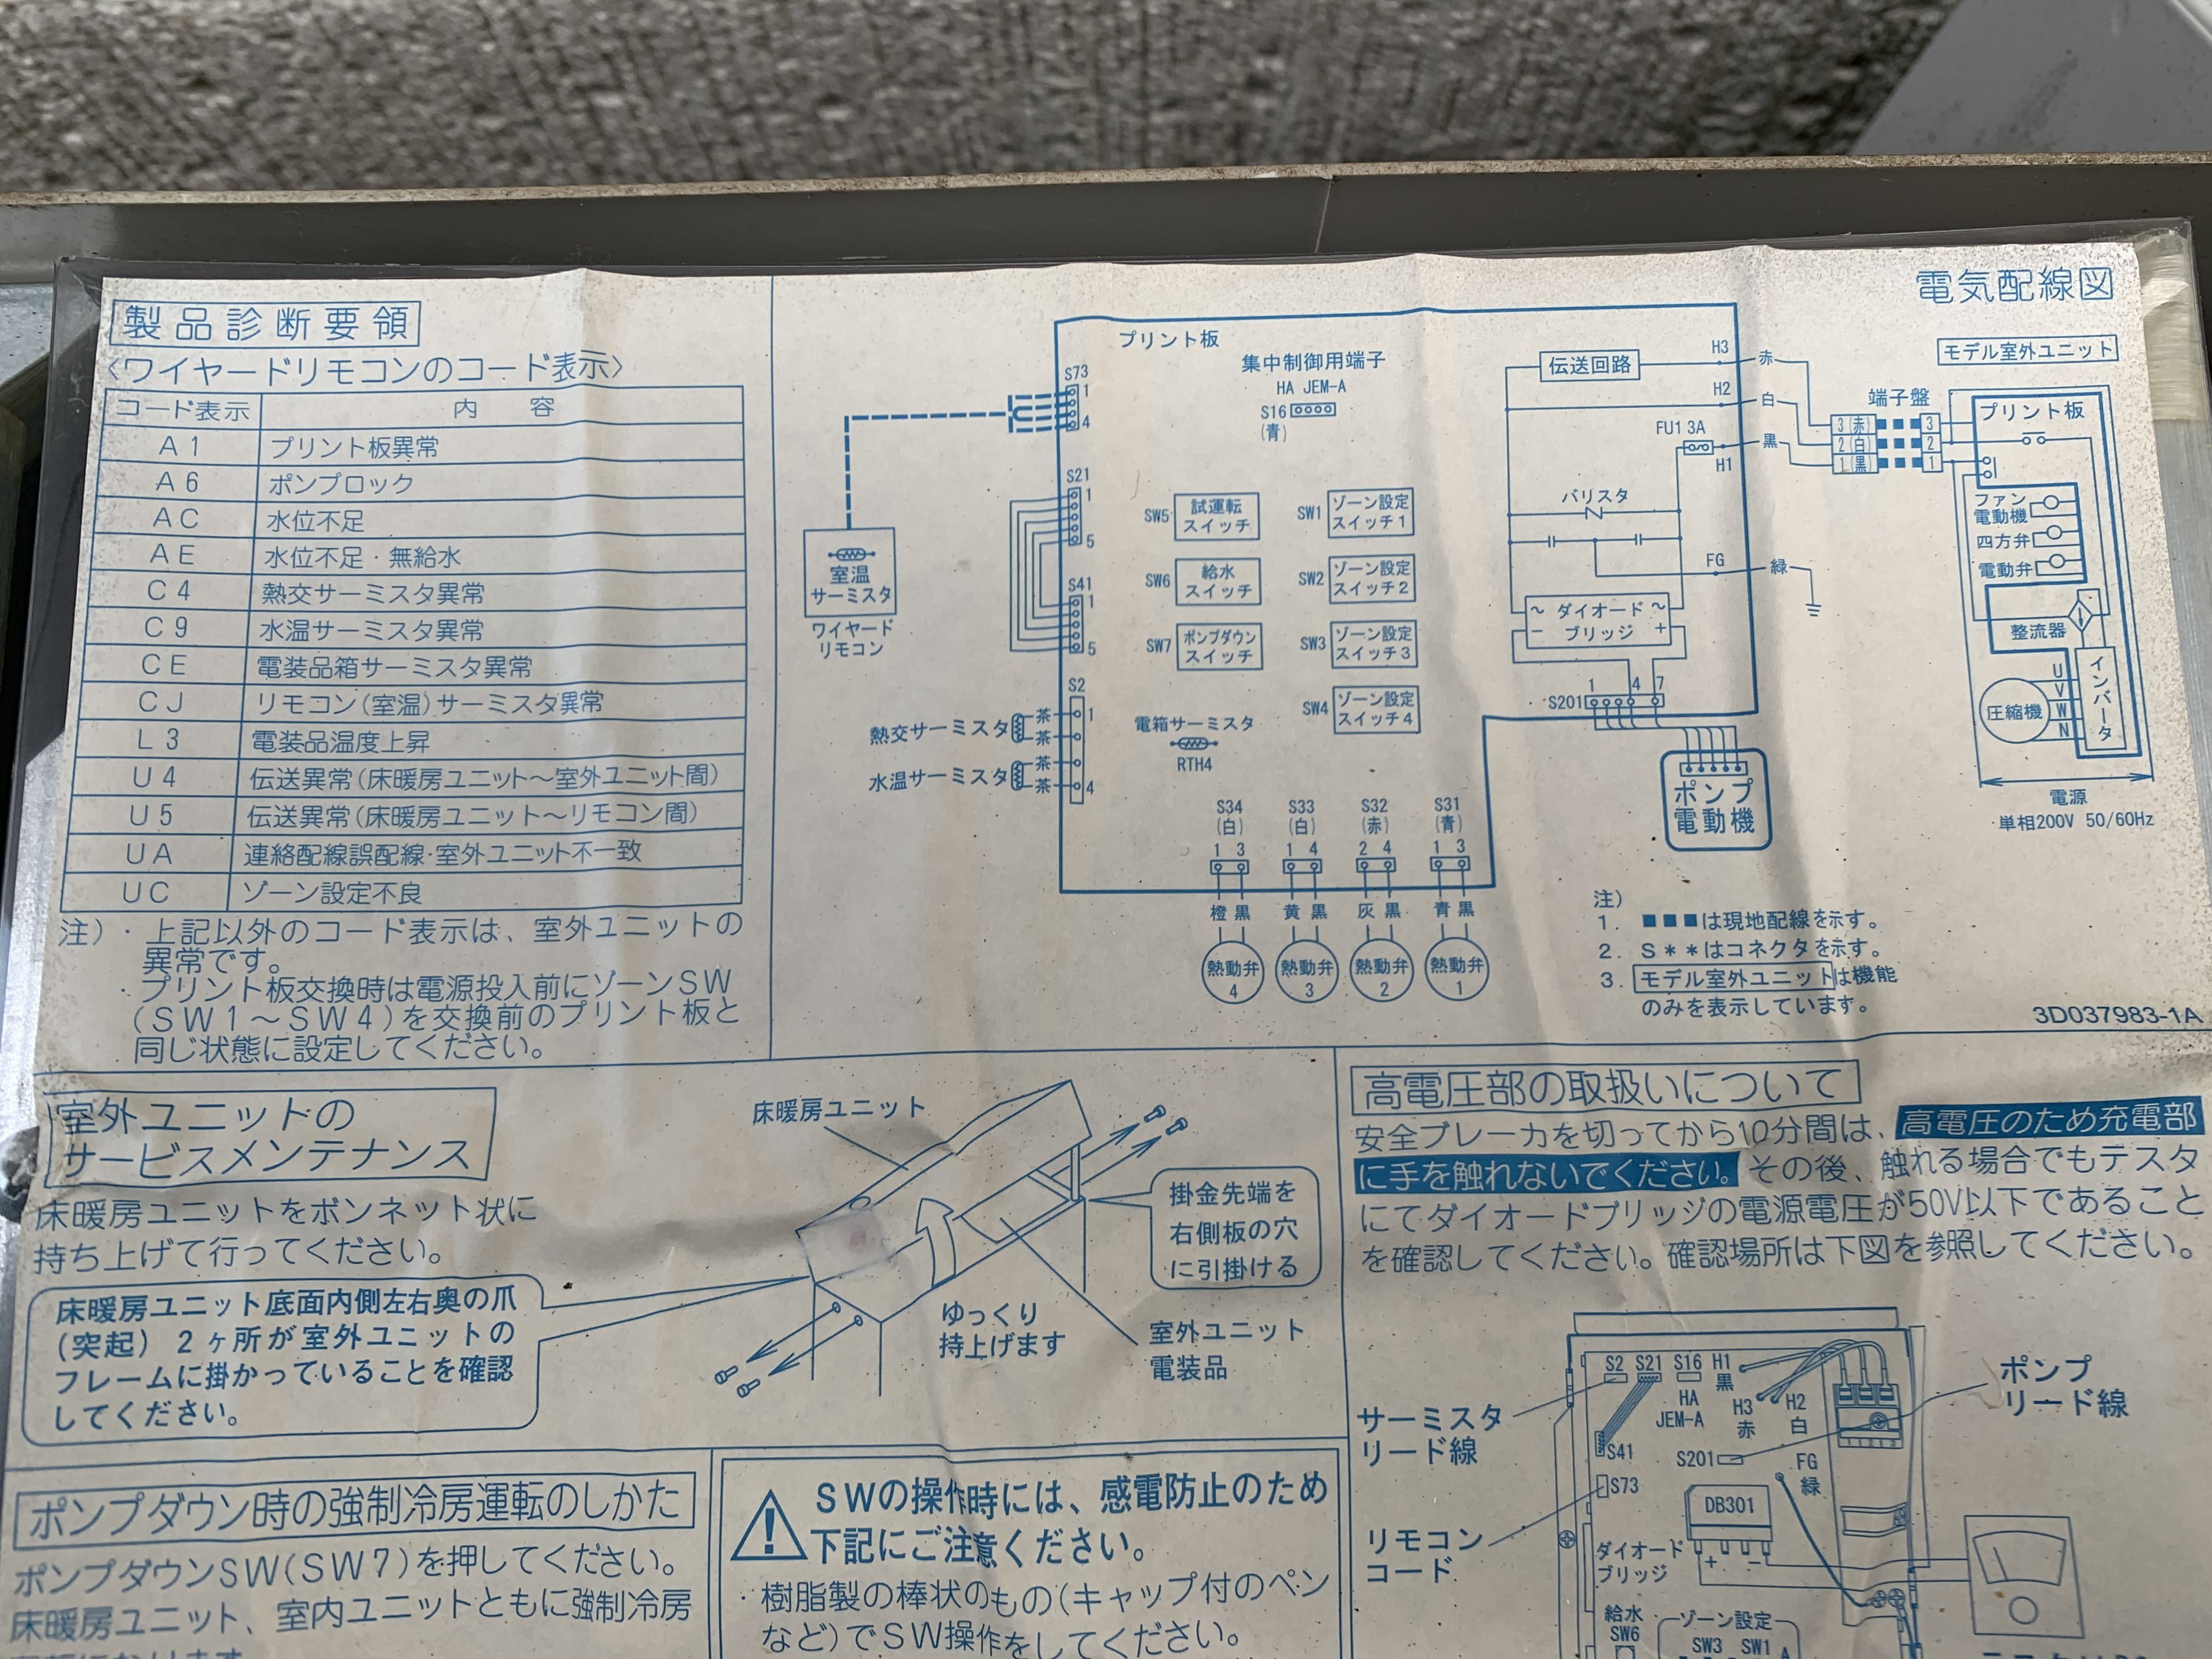 製品診断要領
〈ワイヤードリモコンのコード表示〉
コード表示 内 容
A1 プリント板異常
A6 ポンプロック
AC 水位不足
AE 水位不足・無給水
C4 熱交サーミスタ異常
C9 水温サーミスタ異常
CE 電装品箱サーミスタ異常
CJ リモコン(室温)サーミスタ異常
L3 電装品温度上昇
U4 伝送異常(床暖房ユニット～室外ユニット間)
U5 伝送異常(床暖房ユニット～リモコン間)
UA 連絡配線誤配線・室外ユニット不一致
UC ゾーン設定不良
注)・上記以外のコード表示は、室外ユニットの
異常です。
・プリント板交換時は電源投入前にゾーンSW
(SW1～SW4)を交換前のプリント板と
同じ状態に設定してください。
電気配線図
プリント板
集中制御用端子
HA JEM-A
S16
(青)
S73
1
4
S21
1
5
S41
1
5
S2
1
4
室温
サーミスタ
ワイヤード
リモコン
熱交サーミスタ
茶
茶
水温サーミスタ
茶
茶
SW5 試運転
スイッチ
SW6 給水
スイッチ
SW7 ポンプダウン
スイッチ
SW1 ゾーン設定
スイッチ1
SW2 ゾーン設定
スイッチ2
SW3 ゾーン設定
スイッチ3
SW4 ゾーン設定
スイッチ4
電箱サーミスタ
RTH4
S34 S33 S32 S31
(白) (白) (赤) (青)
1 3 1 4 2 4 1 3
橙 黒 黄 黒 灰 黒 青 黒
熱動弁
4
熱動弁
3
熱動弁
2
熱動弁
1
伝送回路
H3 赤
H2 白
FU1 3A
黒
H1
バリスタ
FG 緑
～ ダイオード ～
－ ブリッジ ＋
1 4 7
S201
ポンプ
電動機
モデル室外ユニット
端子盤
3 (赤) 3
2 (白) 2
1 (黒) 1
プリント板
ファン
電動機
四方弁
電動弁
整流器
インバータ
圧縮機
U
V
W
N
電源
単相200V 50/60Hz
注)
1. ■■■は現地配線を示す。
2. S＊＊はコネクタを示す。
3. モデル室外ユニットは機能
のみを表示しています。
3D037983-1A
室外ユニットの
サービスメンテナンス
床暖房ユニットをボンネット状に
持ち上げて行ってください。
床暖房ユニット底面内側左右奥の爪
(突起) 2ヶ所が室外ユニットの
フレームに掛かっていることを確認
してください。
床暖房ユニット
掛金先端を
右側板の穴
に引掛ける
ゆっくり
持上げます
室外ユニット
電装品
高電圧部の取扱いについて
安全ブレーカを切ってから10分間は、高電圧のため充電部
に手を触れないでください。その後、触れる場合でもテスタ
にてダイオードブリッジの電源電圧が50V以下であること
を確認してください。確認場所は下図を参照してください。
S2 S21 S16 H1
黒
HA
JEM-A
H3
赤
H2
白
S41
S201
S73
FG
緑
DB301
＋ －
サーミスタ
リード線
リモコン
コード
ポンプ
リード線
ダイオード
ブリッジ
給水
SW6
ゾーン設定
SW3 SW1
ポンプダウン時の強制冷房運転のしかた
ポンプダウンSW(SW7)を押してください。
床暖房ユニット、室内ユニットともに強制冷房
SWの操作時には、感電防止のため
下記にご注意ください。
・樹脂製の棒状のもの(キャップ付のペン
など)でSW操作をしてください。